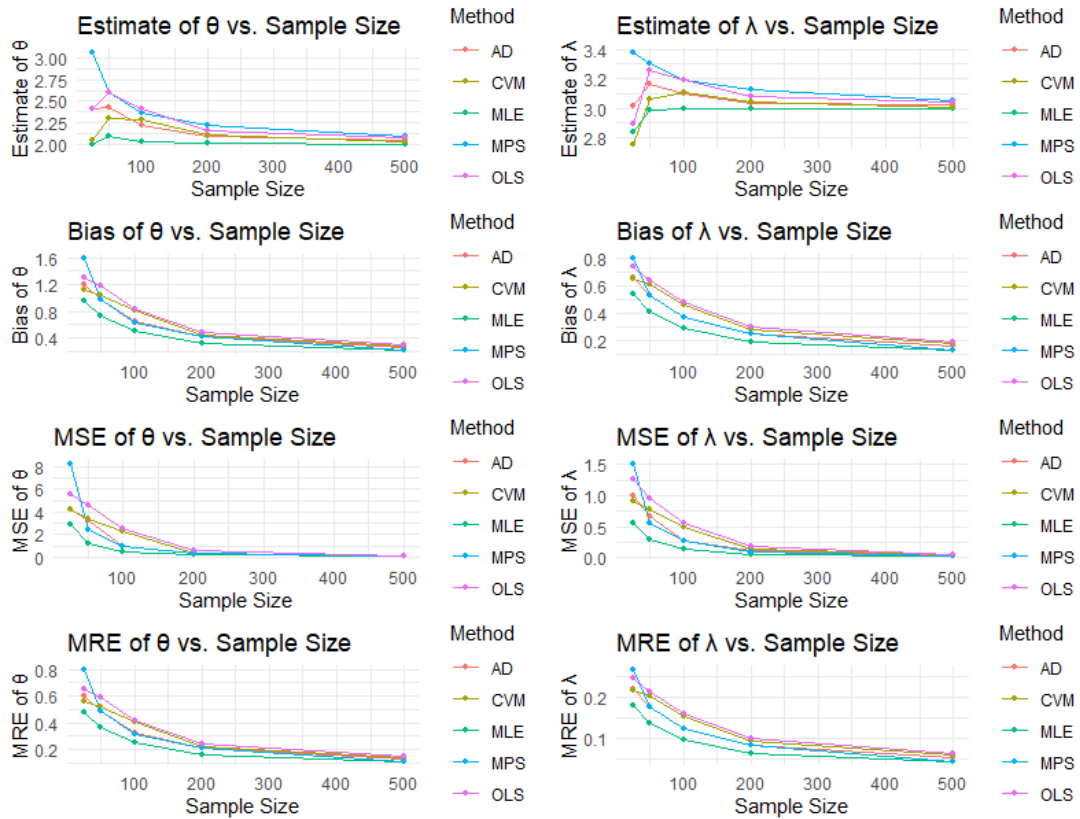 Estimate of θ vs. Sample Size
Estimate of θ
3.00
2.75
2.50
2.25
2.00
100 200 300 400 500
Sample Size
Method
AD
CVM
MLE
MPS
OLS
Estimate of λ vs. Sample Size
Estimate of λ
3.4
3.2
3.0
2.8
100 200 300 400 500
Sample Size
Method
AD
CVM
MLE
MPS
OLS
Bias of θ vs. Sample Size
Bias of θ
1.6
1.2
0.8
0.4
100 200 300 400 500
Sample Size
Method
AD
CVM
MLE
MPS
OLS
Bias of λ vs. Sample Size
Bias of λ
0.8
0.6
0.4
0.2
100 200 300 400 500
Sample Size
Method
AD
CVM
MLE
MPS
OLS
MSE of θ vs. Sample Size
MSE of θ
8
6
4
2
0
100 200 300 400 500
Sample Size
Method
AD
CVM
MLE
MPS
OLS
MSE of λ vs. Sample Size
MSE of λ
1.5
1.0
0.5
0.0
100 200 300 400 500
Sample Size
Method
AD
CVM
MLE
MPS
OLS
MRE of θ vs. Sample Size
MRE of θ
0.8
0.6
0.4
0.2
100 200 300 400 500
Sample Size
Method
AD
CVM
MLE
MPS
OLS
MRE of λ vs. Sample Size
MRE of λ
0.2
0.1
100 200 300 400 500
Sample Size
Method
AD
CVM
MLE
MPS
OLS